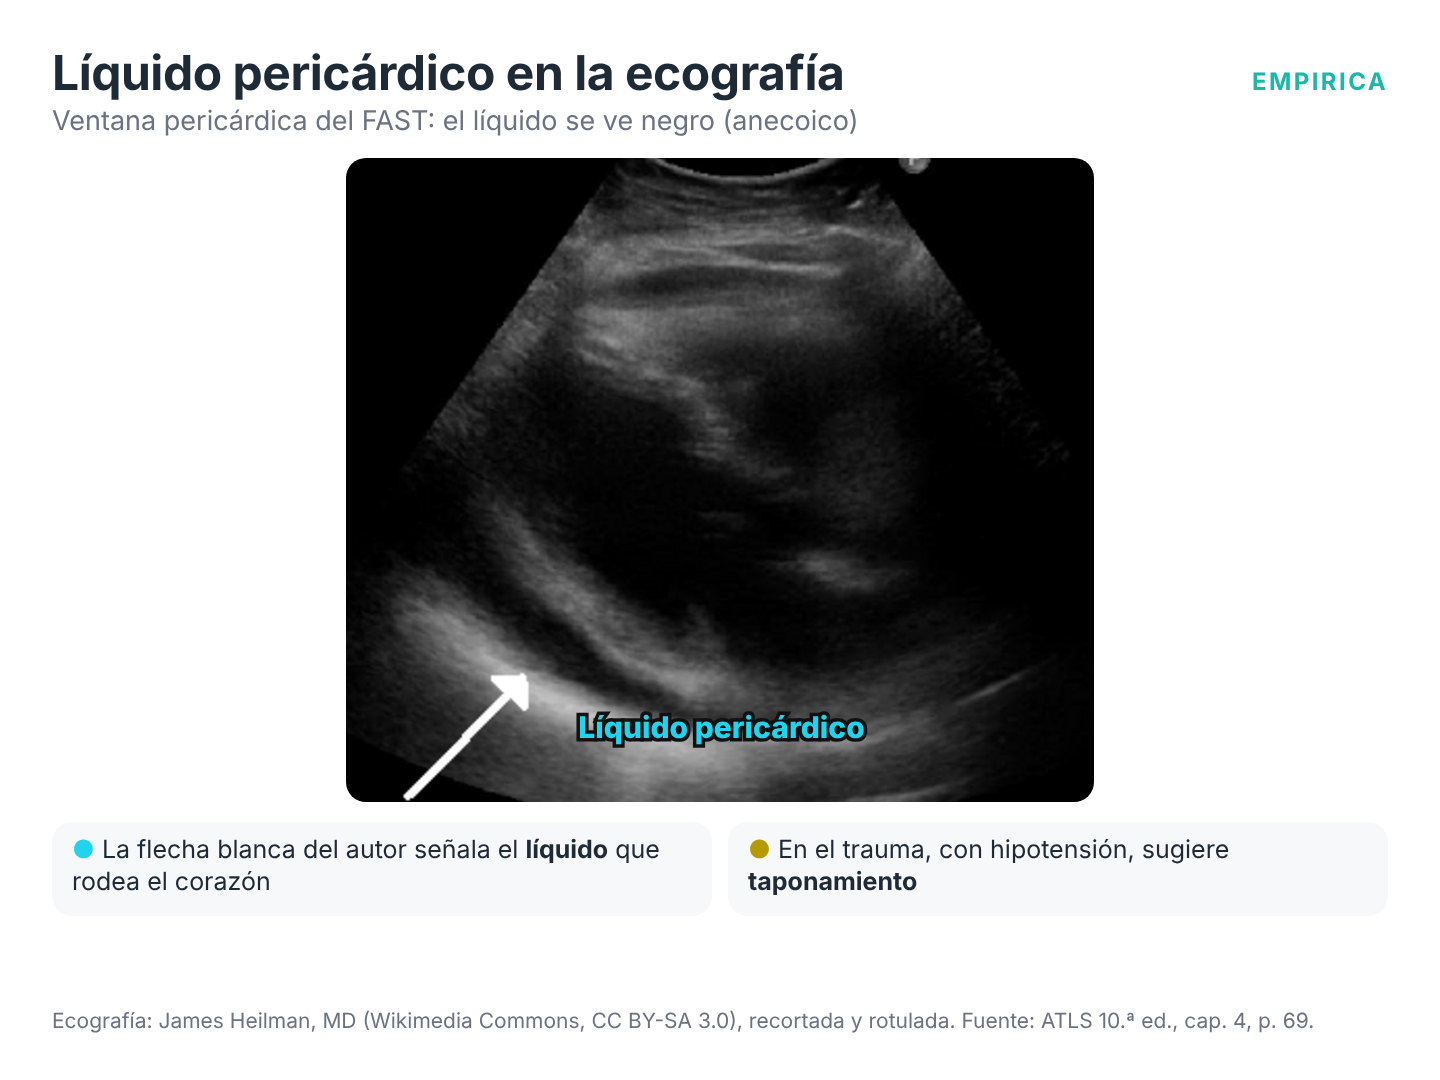 Líquido pericárdico en la ecografía
EMPIRICA
Ventana pericárdica del FAST: el líquido se ve negro (anecoico)
Líquido pericárdico
La flecha blanca del autor señala el líquido que
rodea el corazón
En el trauma, con hipotensión, sugiere
taponamiento
Ecografía: James Heilman, MD (Wikimedia Commons, CC BY-SA 3.0), recortada y rotulada. Fuente: ATLS 10.ª ed., cap. 4, p. 69.